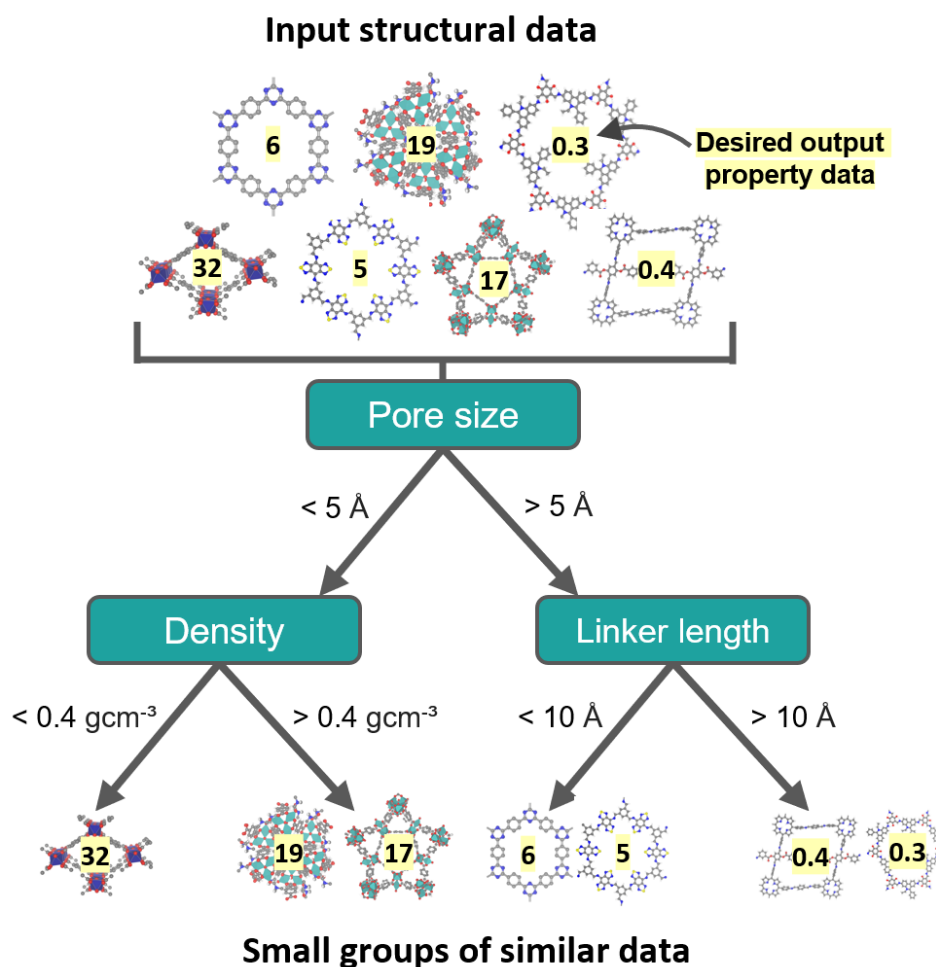 Input structural data
6
19
0.3
Desired output
property data
32
5
17
0.4
Pore size
< 5 Å
> 5 Å
Density
Linker length
< 0.4 gcm⁻³
> 0.4 gcm⁻³
< 10 Å
> 10 Å
32
19
17
6
5
0.4
0.3
Small groups of similar data